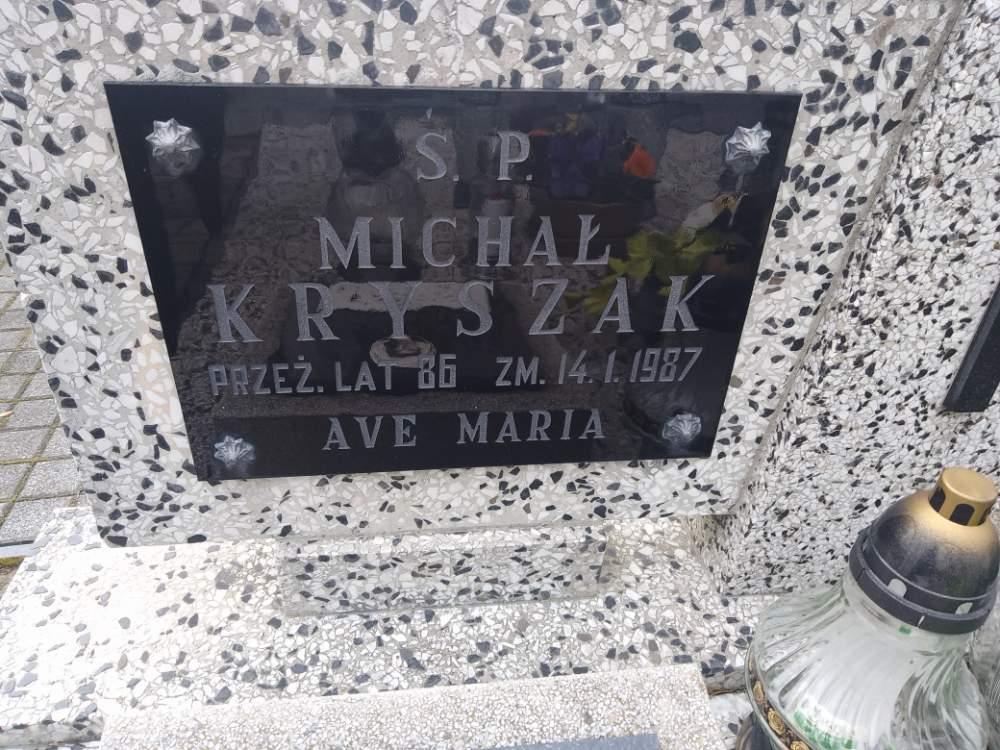 Ś. P.
MICHAŁ
KRYSZAK
PRZEŻ. LAT 86 ZM. 14. 1. 1987
AVE MARIA